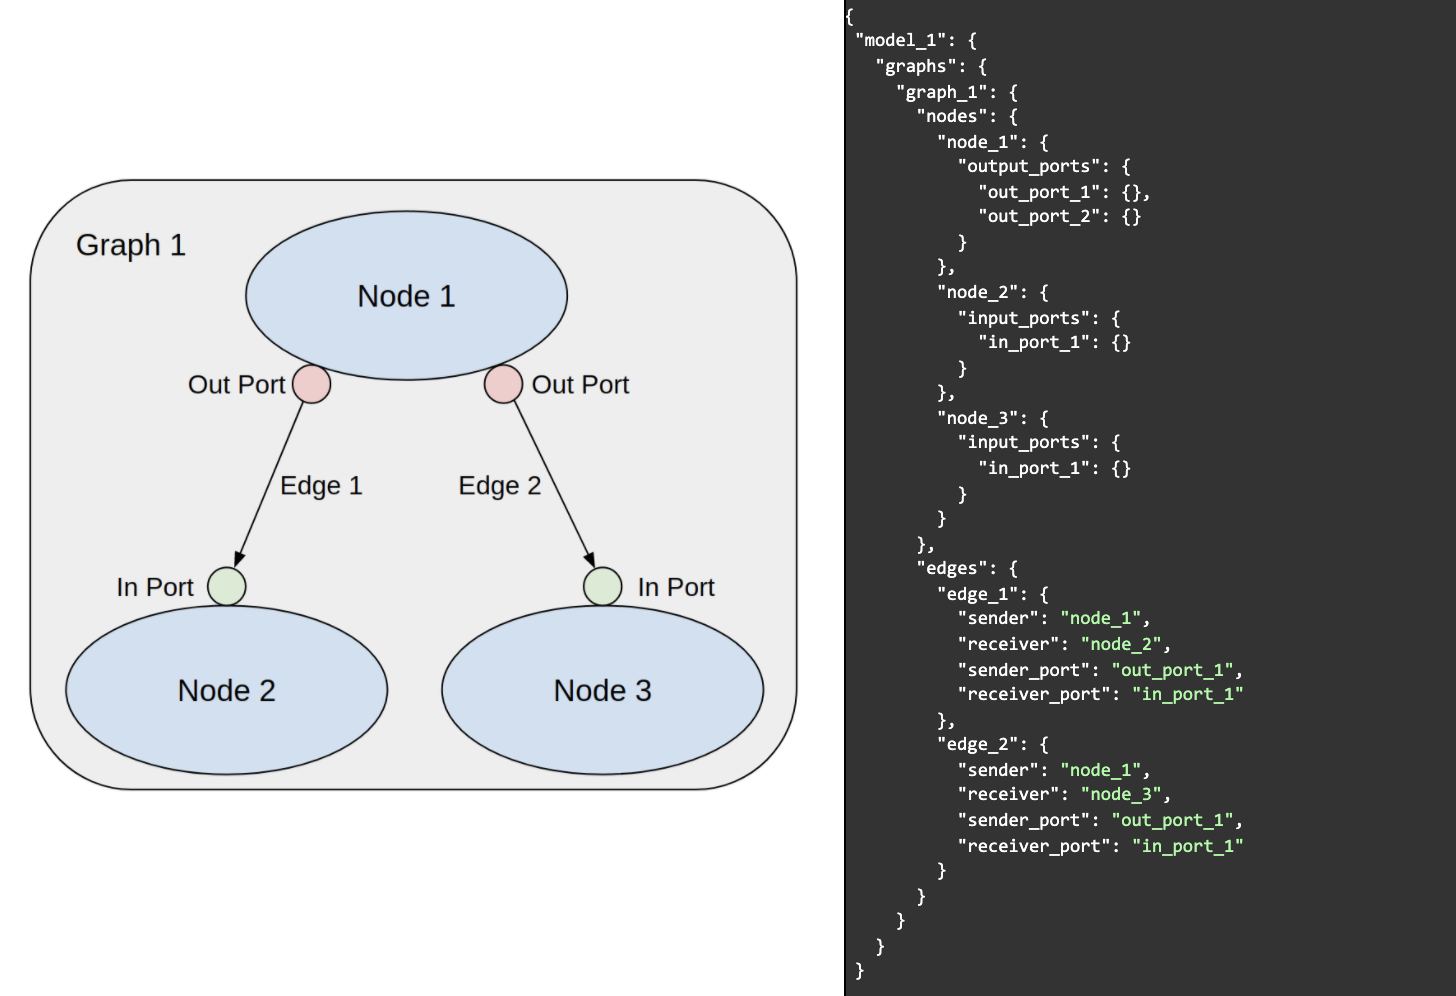 Graph 1
Node 1
Out Port
Out Port
Edge 1
Edge 2
In Port
In Port
Node 2
Node 3
{
"model_1": {
"graphs": {
"graph_1": {
"nodes": {
"node_1": {
"output_ports": {
"out_port_1": {},
"out_port_2": {}
}
},
"node_2": {
"input_ports": {
"in_port_1": {}
}
},
"node_3": {
"input_ports": {
"in_port_1": {}
}
}
},
"edges": {
"edge_1": {
"sender": "node_1",
"receiver": "node_2",
"sender_port": "out_port_1",
"receiver_port": "in_port_1"
},
"edge_2": {
"sender": "node_1",
"receiver": "node_3",
"sender_port": "out_port_1",
"receiver_port": "in_port_1"
}
}
}
}
}